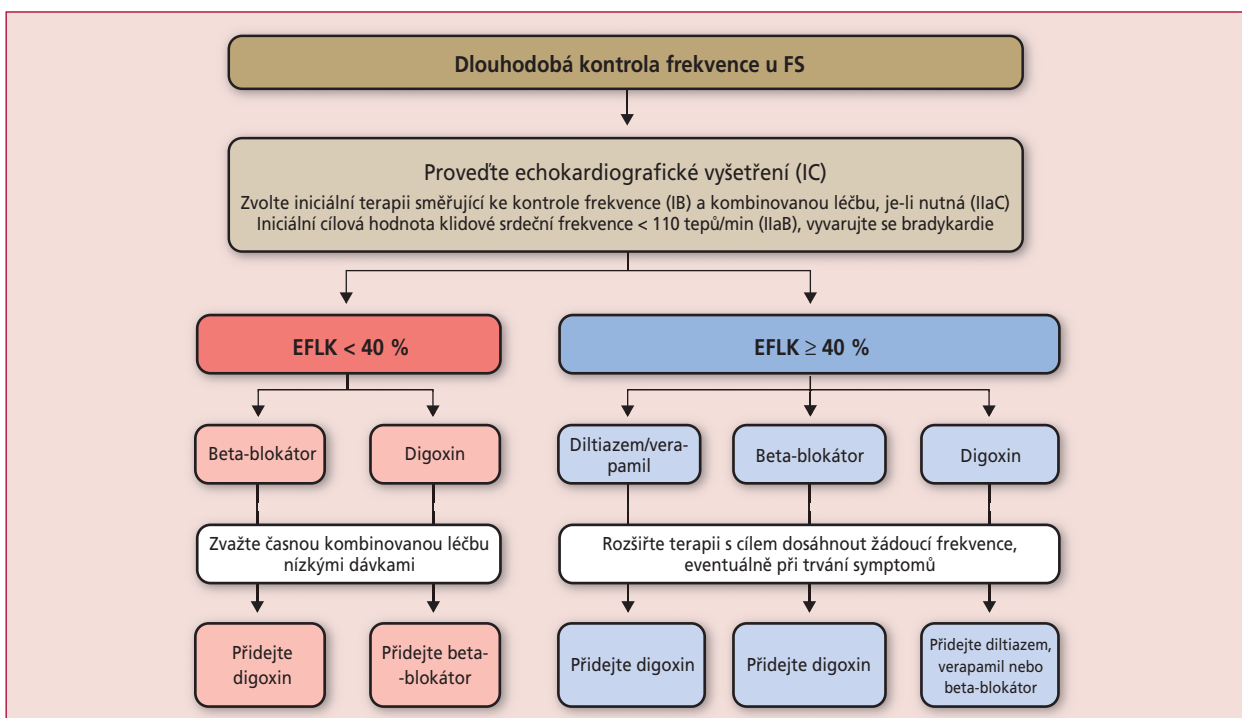 Dlouhodobá kontrola frekvence u FS
Proveďte echokardiografické vyšetření (IC)
Zvolte iniciální terapii směřující ke kontrole frekvence (IB) a kombinovanou léčbu, je-li nutná (IIaC)
Iniciální cílová hodnota klidové srdeční frekvence < 110 tepů/min (IIaB), vyvarujte se bradykardie
EFLK < 40 %
EFLK ≥ 40 %
Beta-blokátor
Digoxin
Diltiazem/vera-
pamil
Beta-blokátor
Digoxin
Zvažte časnou kombinovanou léčbu
nízkými dávkami
Rozšiřte terapii s cílem dosáhnout žádoucí frekvence,
eventuálně při trvání symptomů
Přidejte
digoxin
Přidejte beta-
-blokátor
Přidejte digoxin
Přidejte digoxin
Přidejte diltiazem,
verapamil nebo
beta-blokátor